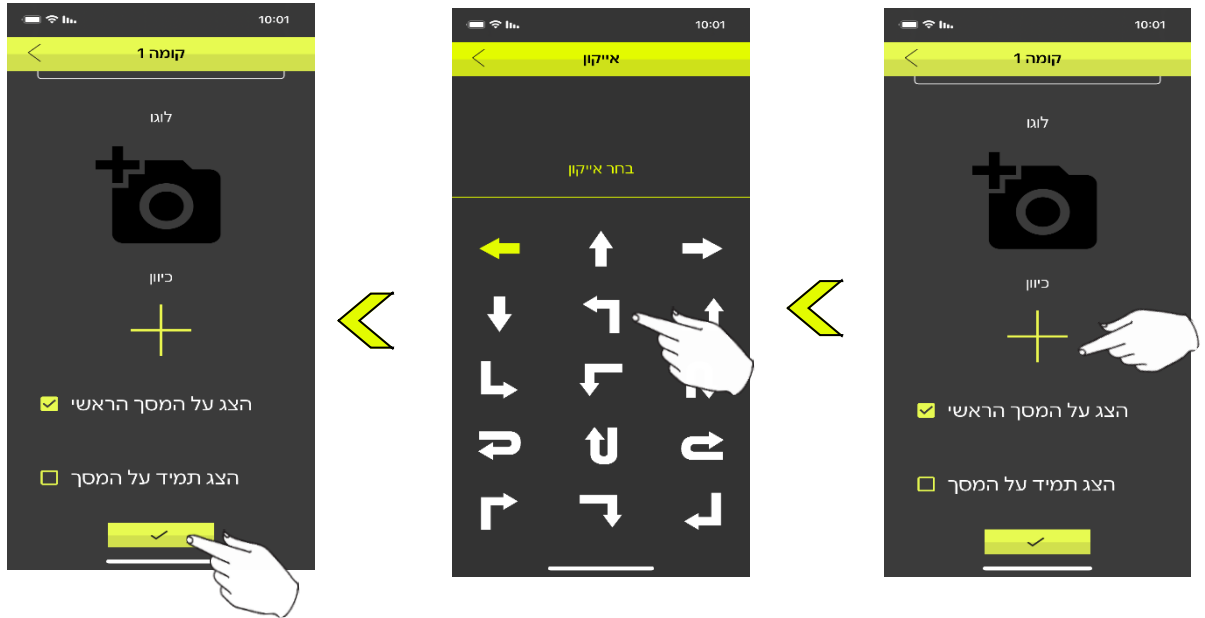 10:01
קומה 1
לוגו
כיוון
הצג על המסך הראשי
הצג תמיד על המסך
10:01
אייקון
בחר אייקון
10:01
קומה 1
לוגו
כיוון
הצג על המסך הראשי
הצג תמיד על המסך